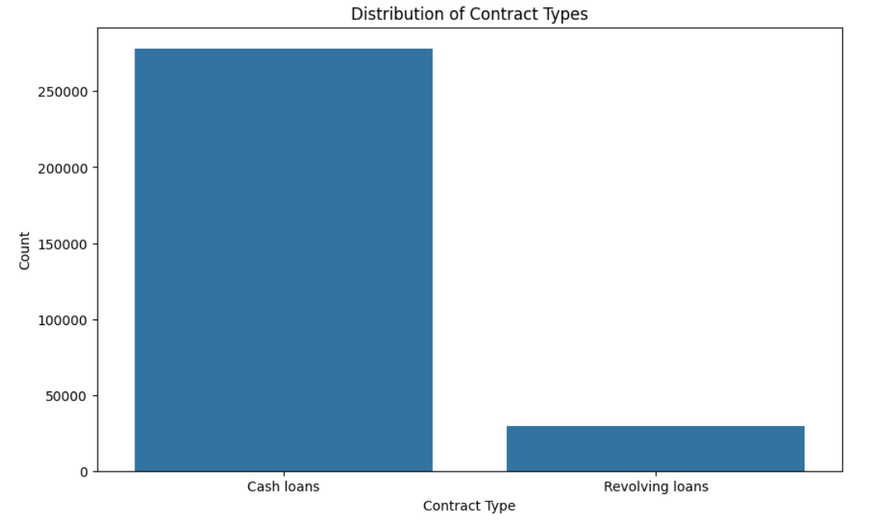 Distribution of Contract Types
250000
200000
150000
100000
50000
0
Count
Cash loans
Revolving loans
Contract Type